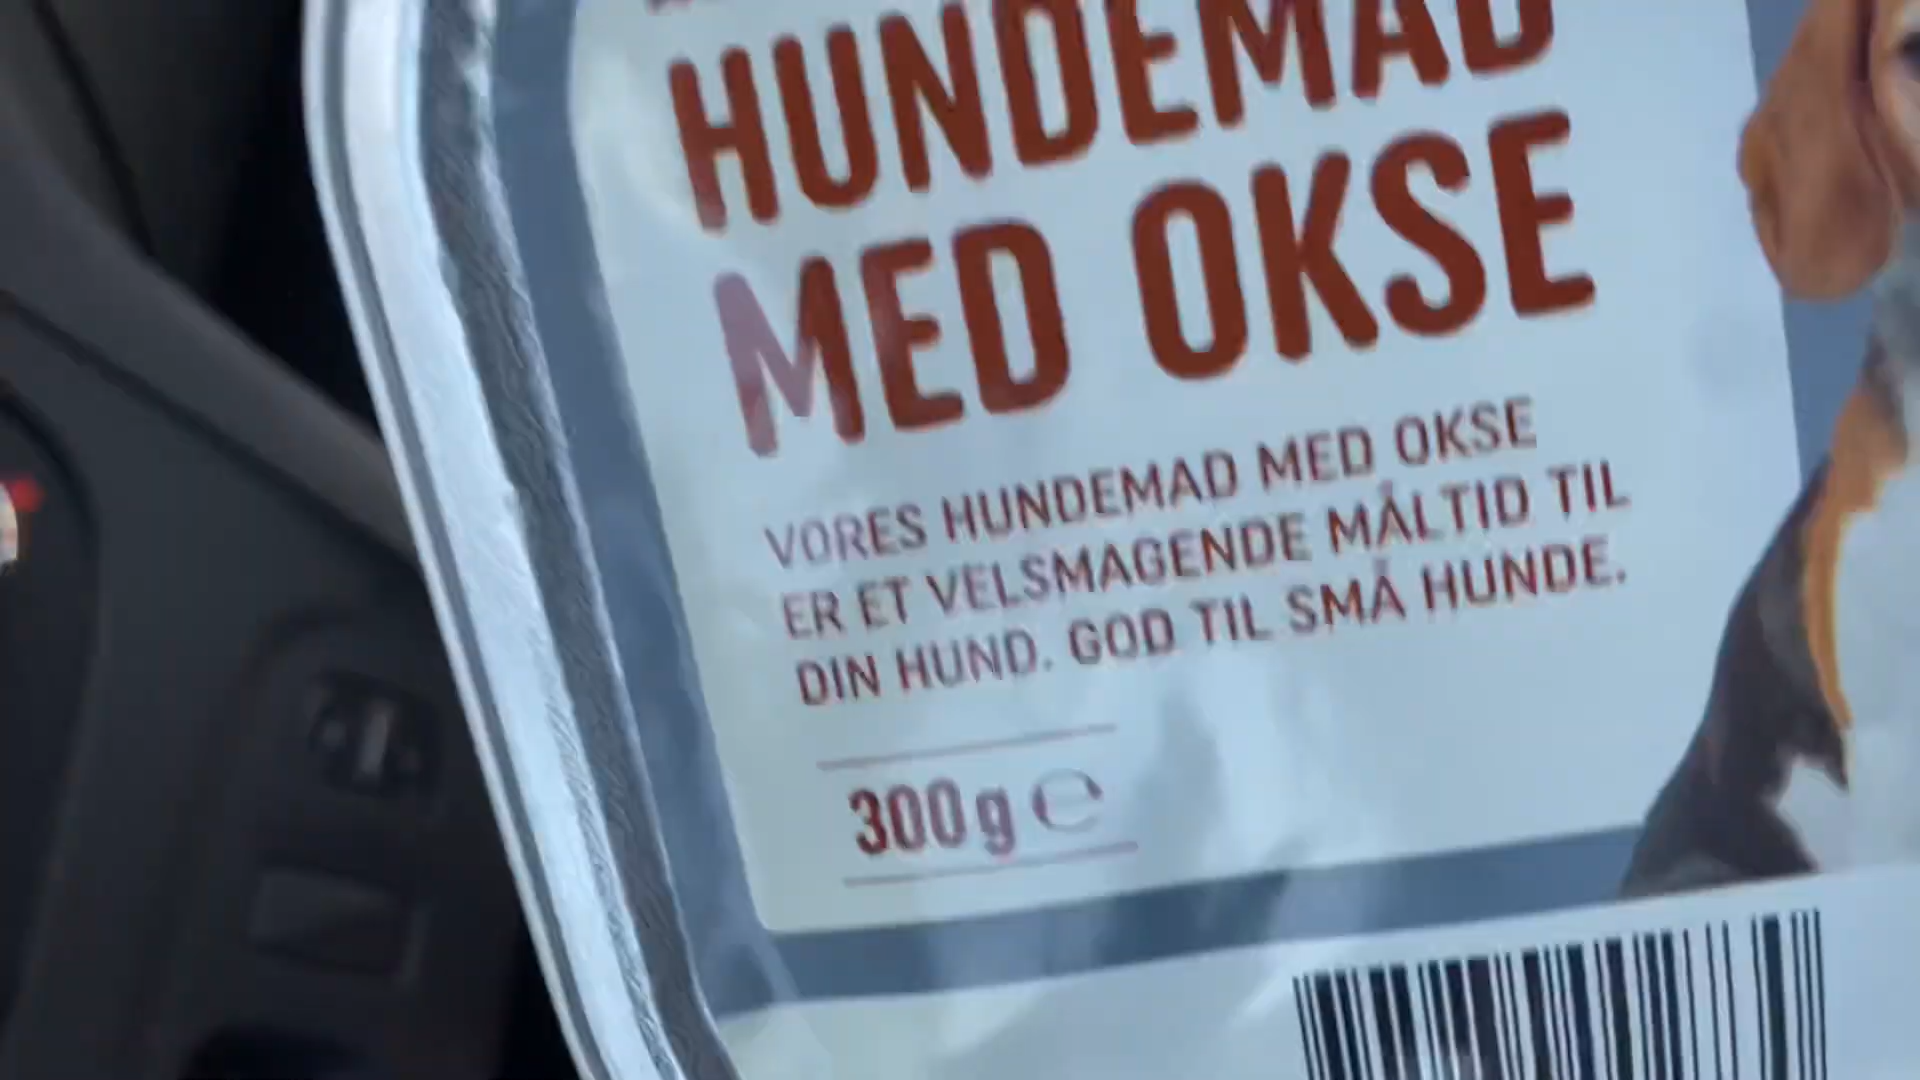 HUNDEMAD
MED OKSE
VORES HUNDEMAD MED OKSE
ER ET VELSMAGENDE MÅLTID TIL
DIN HUND. GOD TIL SMÅ HUNDE.
300g ℮